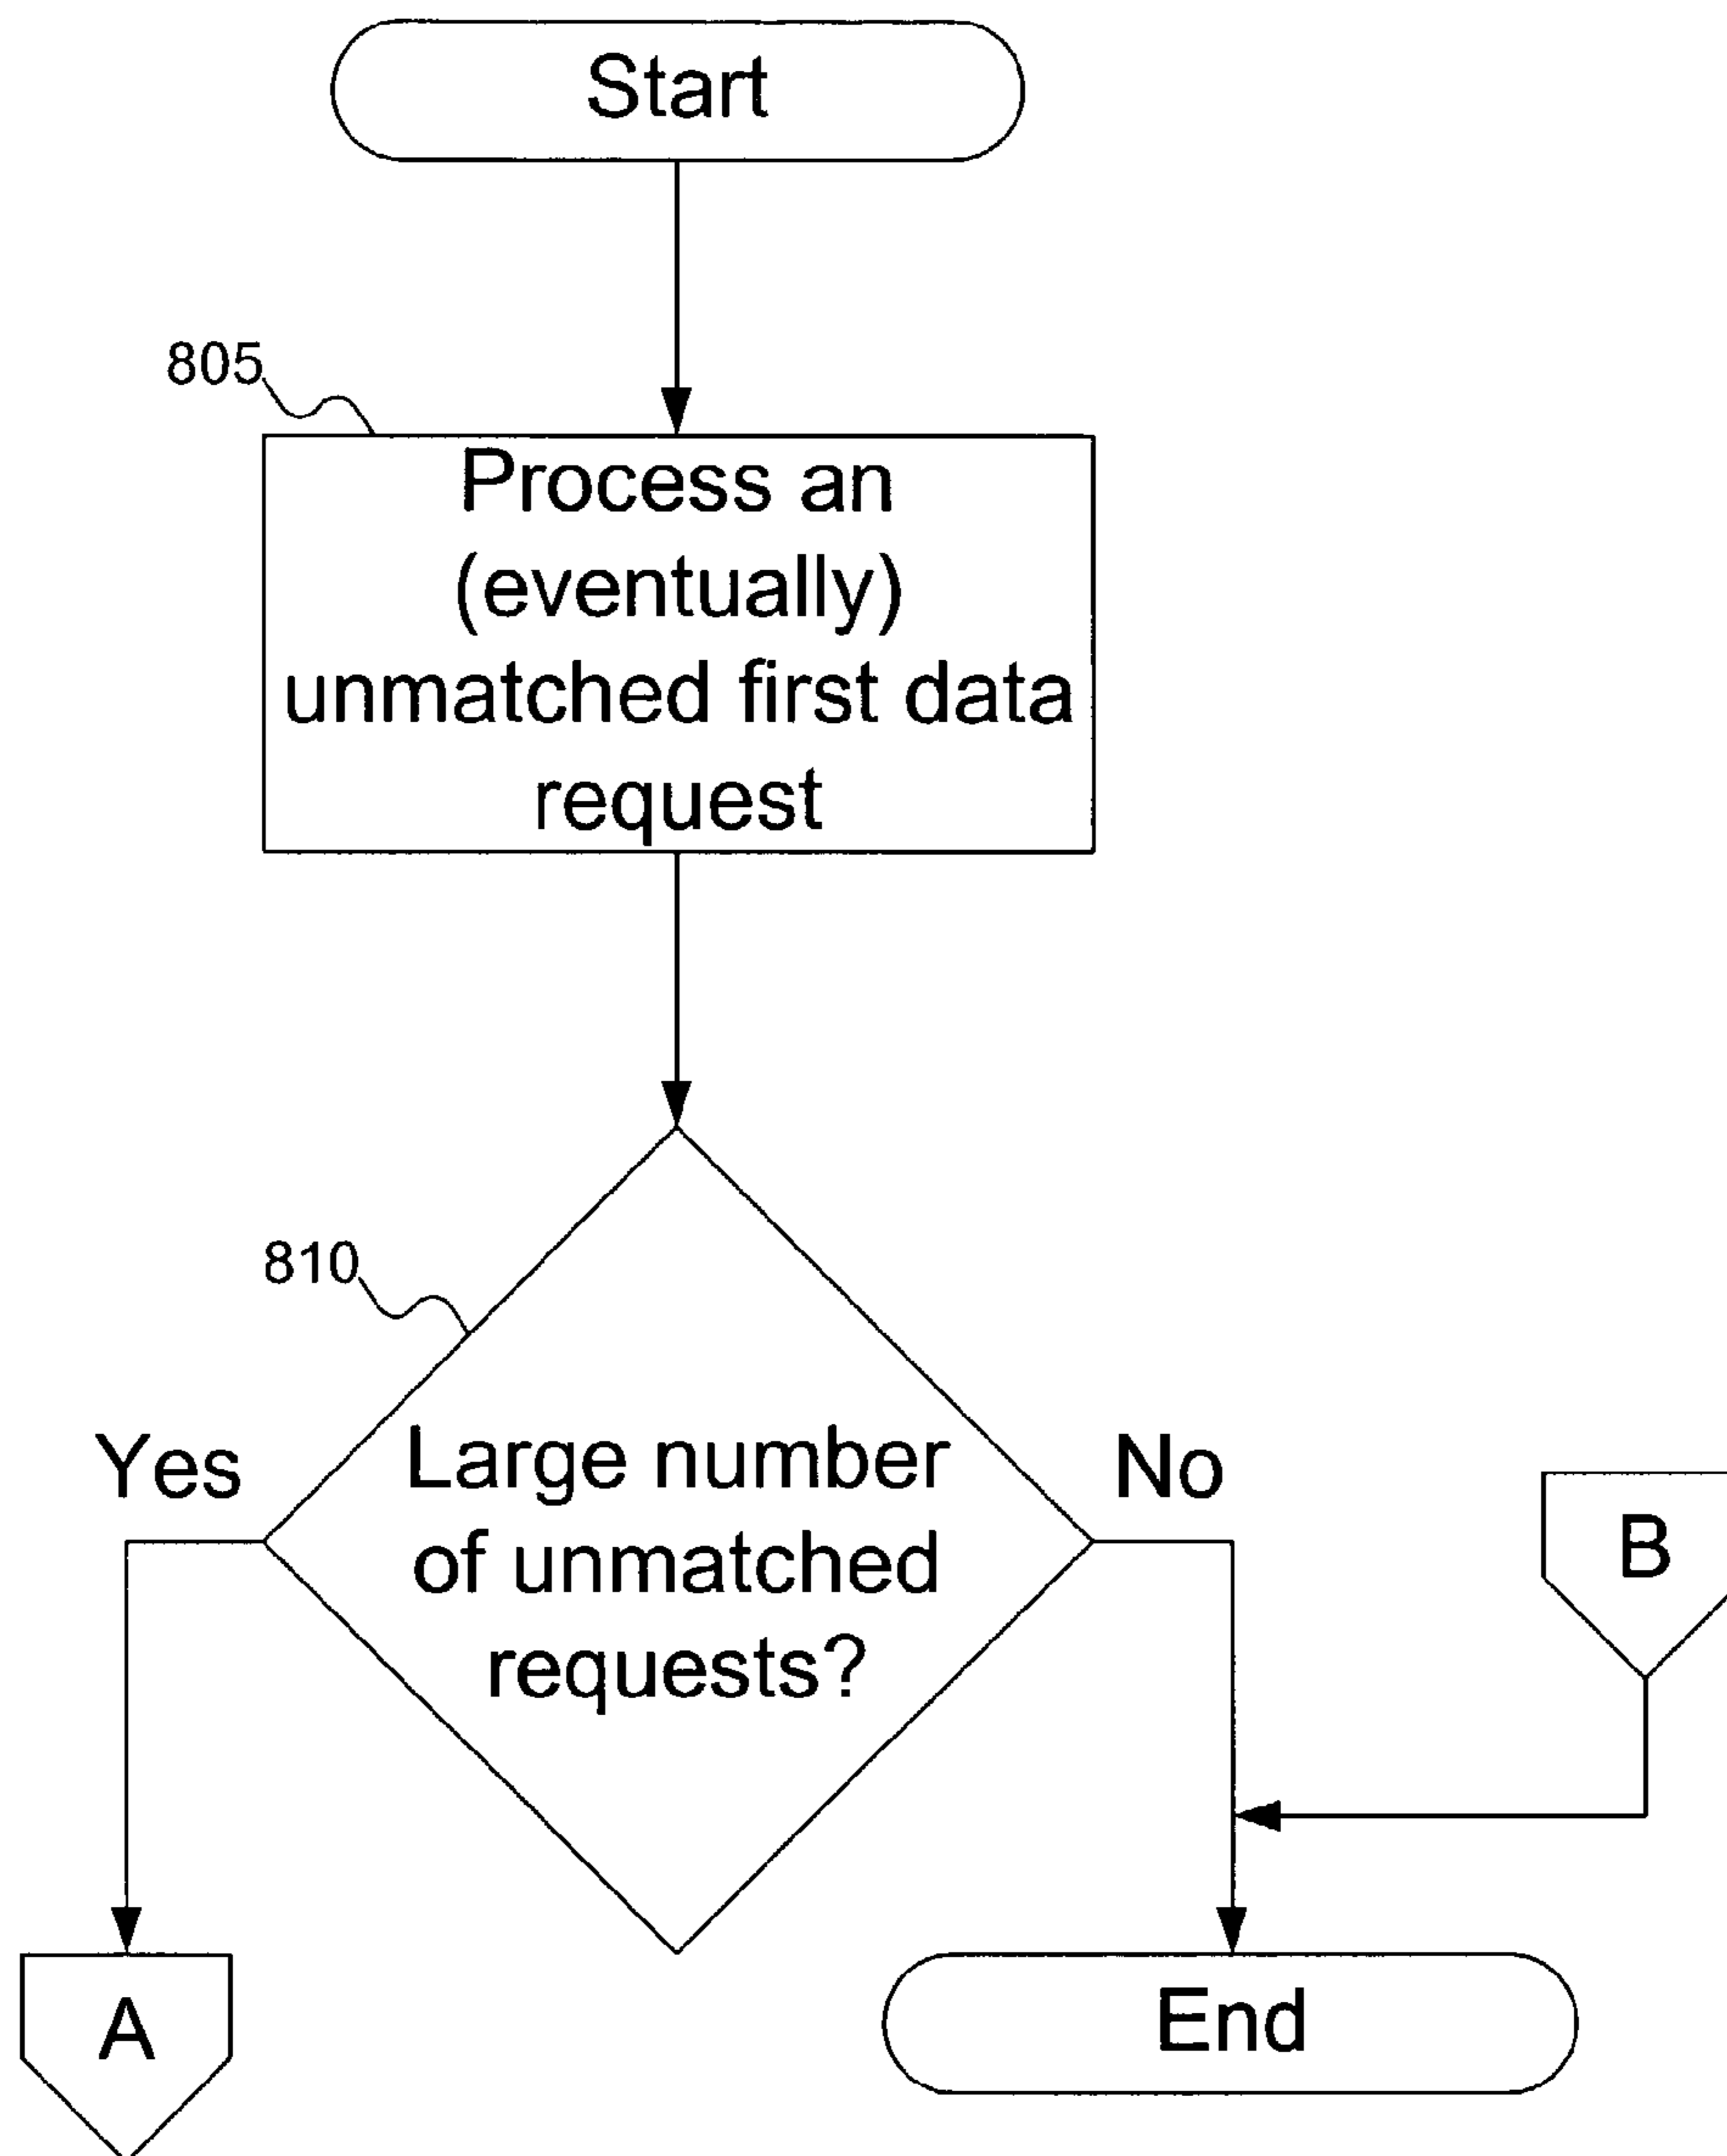 Start
805
Process an
(eventually)
unmatched first data
request
810
Yes
Large number
of unmatched
requests?
No
B
A
End